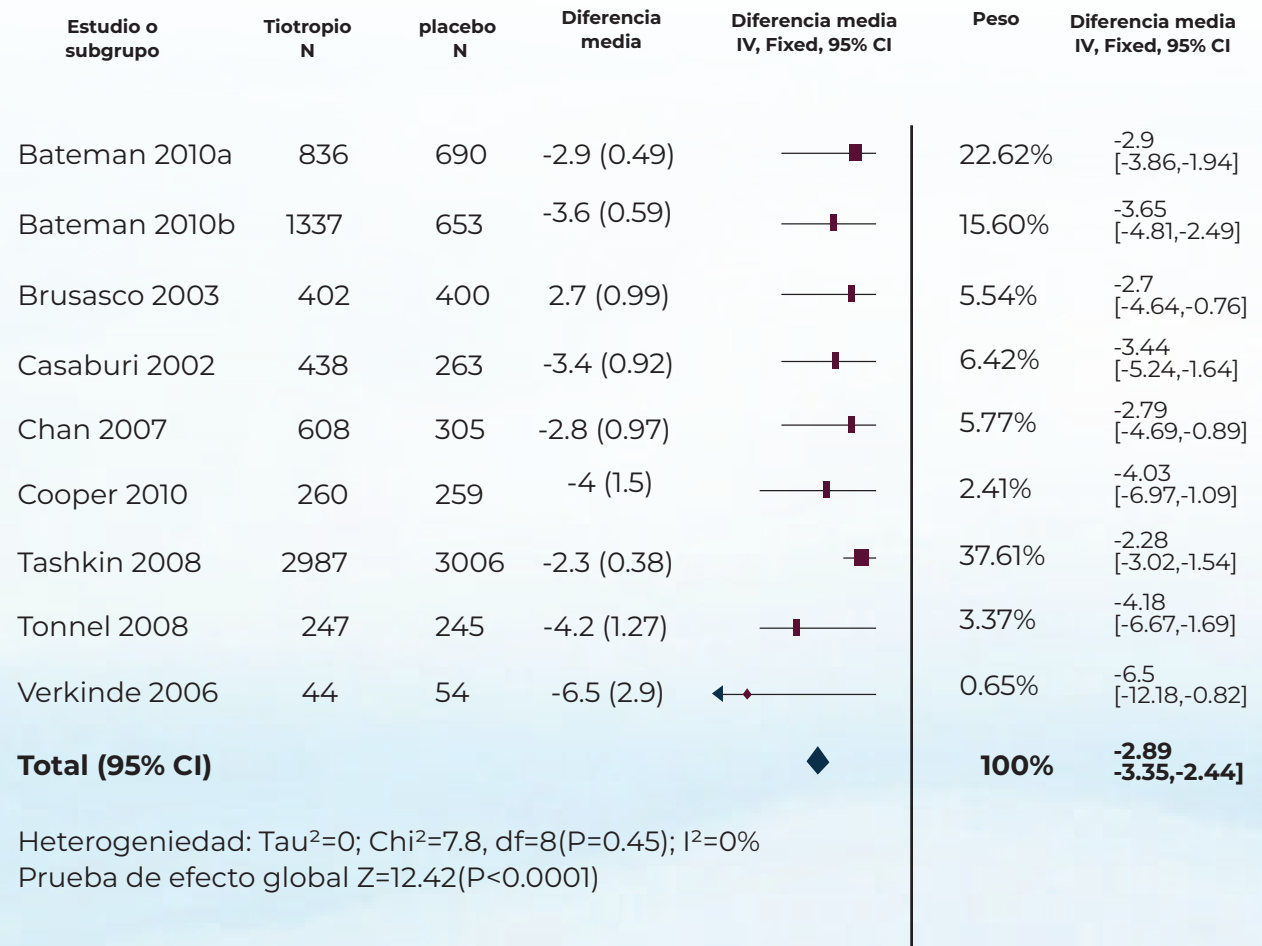 Estudio o subgrupo Tiotropio N placebo N Diferencia media Diferencia media IV, Fixed, 95% CI Peso Diferencia media IV, Fixed, 95% CI
Bateman 2010a 836 690 -2.9 (0.49) 22.62% -2.9 [-3.86,-1.94]
Bateman 2010b 1337 653 -3.6 (0.59) 15.60% -3.65 [-4.81,-2.49]
Brusasco 2003 402 400 2.7 (0.99) 5.54% -2.7 [-4.64,-0.76]
Casaburi 2002 438 263 -3.4 (0.92) 6.42% -3.44 [-5.24,-1.64]
Chan 2007 608 305 -2.8 (0.97) 5.77% -2.79 [-4.69,-0.89]
Cooper 2010 260 259 -4 (1.5) 2.41% -4.03 [-6.97,-1.09]
Tashkin 2008 2987 3006 -2.3 (0.38) 37.61% -2.28 [-3.02,-1.54]
Tonnel 2008 247 245 -4.2 (1.27) 3.37% -4.18 [-6.67,-1.69]
Verkinde 2006 44 54 -6.5 (2.9) 0.65% -6.5 [-12.18,-0.82]
Total (95% CI) 100% -2.89 -3.35,-2.44]
Heterogeniedad: Tau²=0; Chi²=7.8, df=8(P=0.45); I²=0%
Prueba de efecto global Z=12.42(P<0.0001)